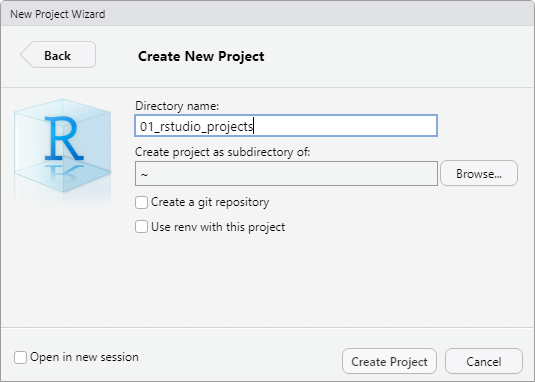 New Project Wizard
Back
Create New Project
R
Directory name:
01_rstudio_projects
Create project as subdirectory of:
~
Browse...
Create a git repository
Use renv with this project
Open in new session
Create Project
Cancel